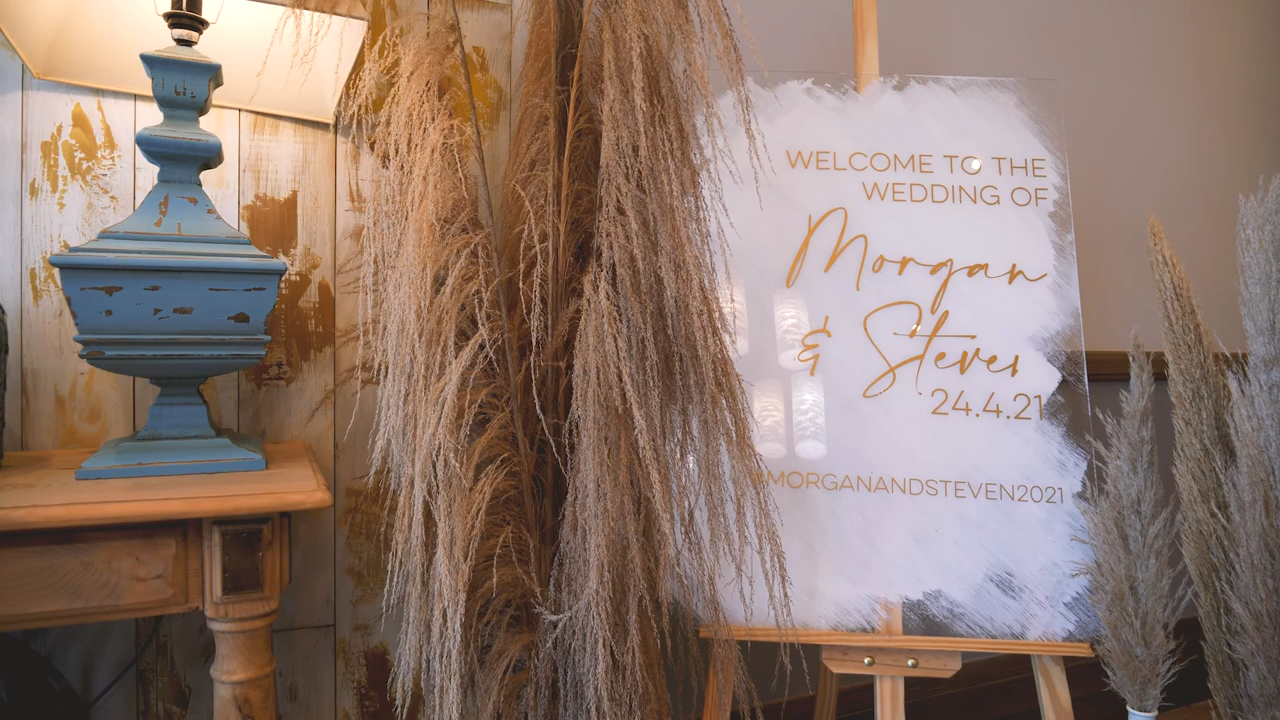 WELCOME TO THE
WEDDING OF
Morgan
& Steven
24.4.21
#MORGANANDSTEVEN2021